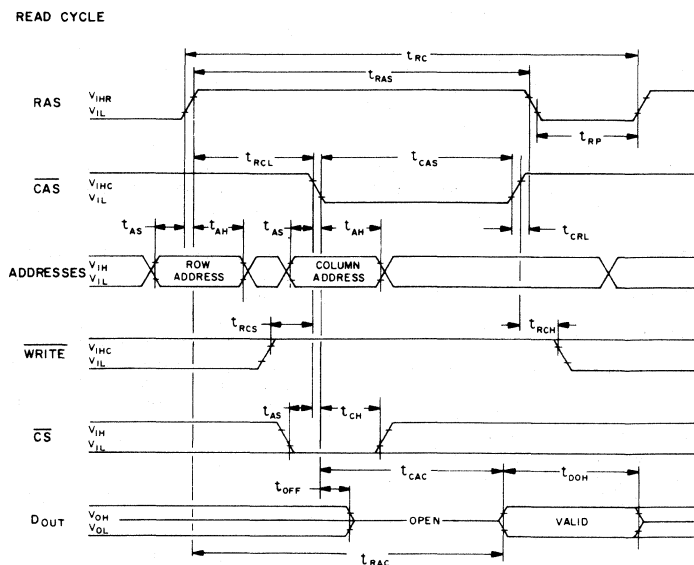 READ CYCLE
tRC
tRAS
RAS
VIHR
VIL
tRP
tRCL
tCAS
CAS
VIHC
VIL
tAS
tAH
tAS
tAH
tCRL
ADDRESSES
VIH
VIL
ROW ADDRESS
COLUMN ADDRESS
tRCS
tRCH
WRITE
VIHC
VIL
tAS
tCH
CS
VIH
VIL
tCAC
tDOH
tOFF
DOUT
VOH
VOL
OPEN
VALID
tRAC